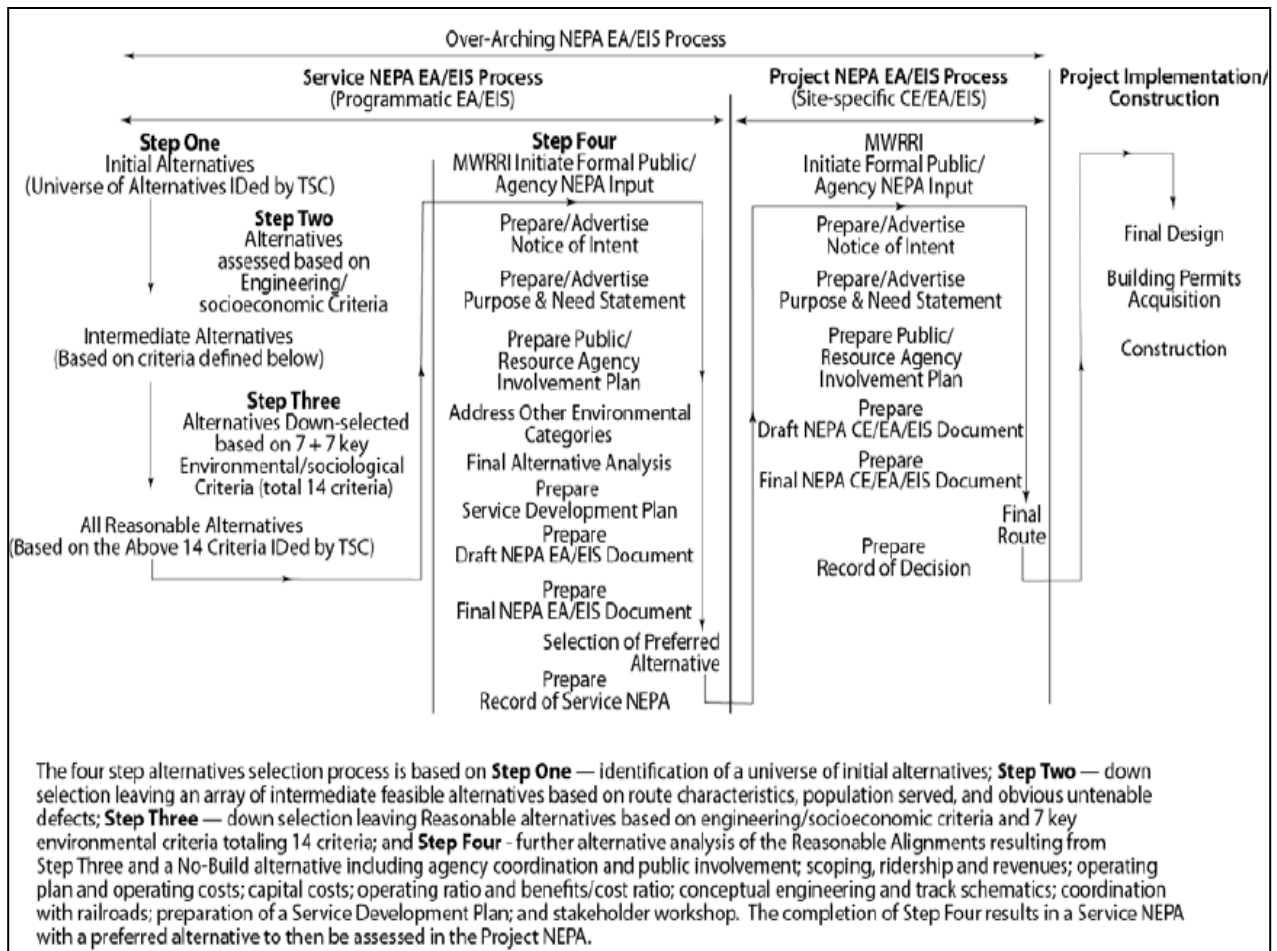 Over-Arching NEPA EA/EIS Process
Service NEPA EA/EIS Process
(Programmatic EA/EIS)
Project NEPA EA/EIS Process
(Site-specific CE/EA/EIS)
Project Implementation/
Construction
Step One
Initial Alternatives
(Universe of Alternatives IDed by TSC)
Step Two
Alternatives
assessed based on
Engineering/
socioeconomic Criteria
Intermediate Alternatives
(Based on criteria defined below)
Step Three
Alternatives Down-selected
based on 7 + 7 key
Environmental/sociological
Criteria (total 14 criteria)
All Reasonable Alternatives
(Based on the Above 14 Criteria IDed by TSC)
Step Four
MWRRI Initiate Formal Public/
Agency NEPA Input
Prepare/Advertise
Notice of Intent
Prepare/Advertise
Purpose & Need Statement
Prepare Public/
Resource Agency
Involvement Plan
Address Other Environmental
Categories
Final Alternative Analysis
Prepare
Service Development Plan
Prepare
Draft NEPA EA/EIS Document
Prepare
Final NEPA EA/EIS Document
Selection of Preferred
Alternative
Prepare
Record of Service NEPA
MWRRI
Initiate Formal Public/
Agency NEPA Input
Prepare/Advertise
Notice of Intent
Prepare/Advertise
Purpose & Need Statement
Prepare Public/
Resource Agency
Involvement Plan
Prepare
Draft NEPA CE/EA/EIS Document
Prepare
Final NEPA CE/EA/EIS Document
Final
Route
Prepare
Record of Decision
Final Design
Building Permits
Acquisition
Construction
The four step alternatives selection process is based on Step One — identification of a universe of initial alternatives; Step Two — down
selection leaving an array of intermediate feasible alternatives based on route characteristics, population served, and obvious untenable
defects; Step Three — down selection leaving Reasonable alternatives based on engineering/socioeconomic criteria and 7 key
environmental criteria totaling 14 criteria; and Step Four - further alternative analysis of the Reasonable Alignments resulting from
Step Three and a No-Build alternative including agency coordination and public involvement; scoping, ridership and revenues; operating
plan and operating costs; capital costs; operating ratio and benefits/cost ratio; conceptual engineering and track schematics; coordination
with railroads; preparation of a Service Development Plan; and stakeholder workshop. The completion of Step Four results in a Service NEPA
with a preferred alternative to then be assessed in the Project NEPA.